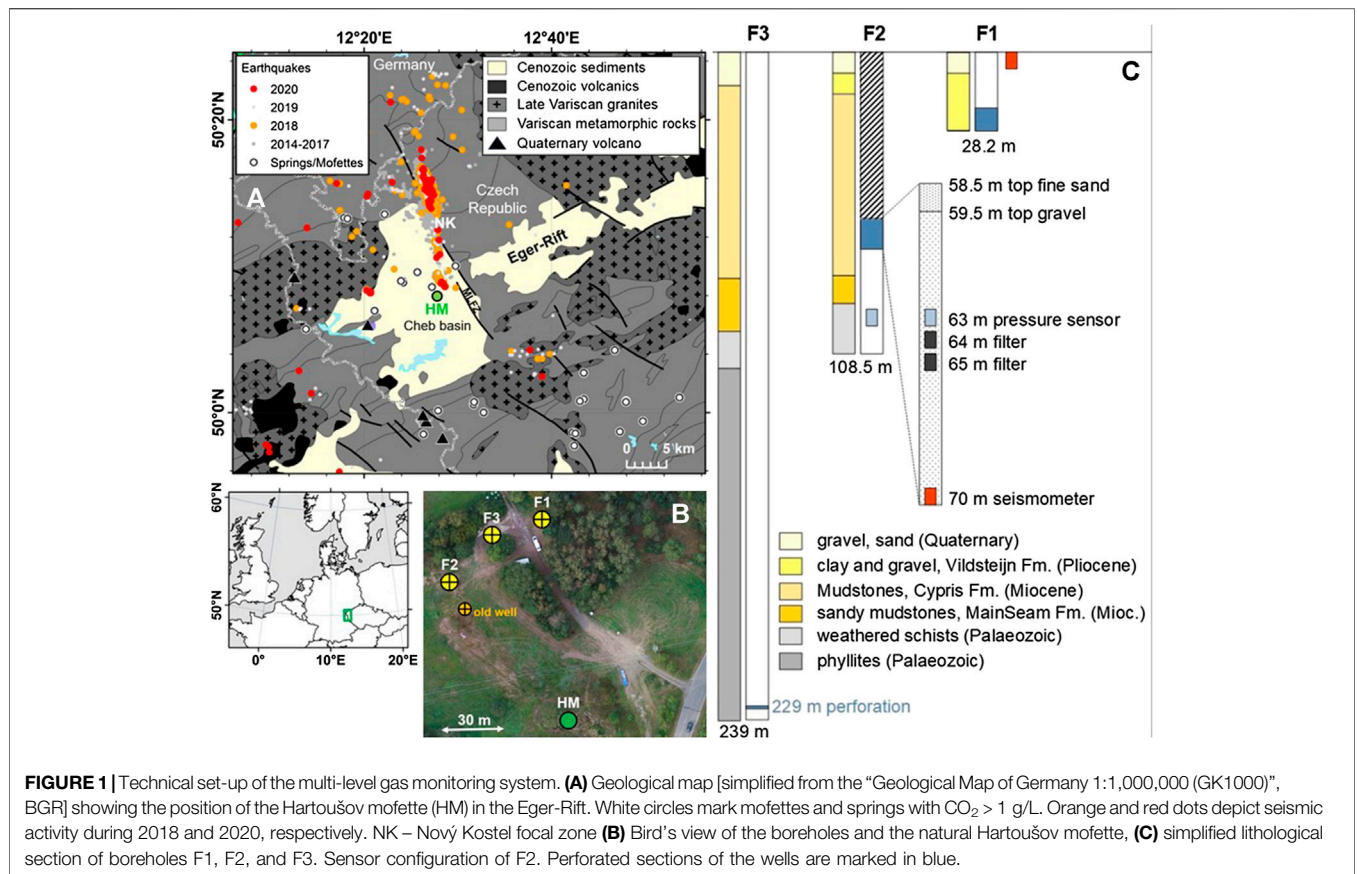 12°20'E
12°40'E
50°20'N
50°0'N
Germany
Earthquakes
2020
2019
2018
2014-2017
Springs/Mofettes
Cenozoic sediments
Cenozoic volcanics
Late Variscan granites
Variscan metamorphic rocks
Quaternary volcano
A
Czech
Republic
NK
Eger-Rift
MLFZ
HM
Cheb basin
0 5 km
60°N
50°N
0°
10°E
20°E
B
F1
F3
F2
old well
HM
30 m
F3
F2
F1
C
28.2 m
58.5 m top fine sand
59.5 m top gravel
63 m pressure sensor
64 m filter
65 m filter
108.5 m
70 m seismometer
gravel, sand (Quaternary)
clay and gravel, Vildsteijn Fm. (Pliocene)
Mudstones, Cypris Fm. (Miocene)
sandy mudstones, MainSeam Fm. (Mioc.)
weathered schists (Palaeozoic)
phyllites (Palaeozoic)
229 m perforation
239 m
FIGURE 1 | Technical set-up of the multi-level gas monitoring system. (A) Geological map [simplified from the “Geological Map of Germany 1:1,000,000 (GK1000)”,
BGR] showing the position of the Hartoušov mofette (HM) in the Eger-Rift. White circles mark mofettes and springs with CO₂ > 1 g/L. Orange and red dots depict seismic
activity during 2018 and 2020, respectively. NK – Nový Kostel focal zone (B) Bird’s view of the boreholes and the natural Hartoušov mofette, (C) simplified lithological
section of boreholes F1, F2, and F3. Sensor configuration of F2. Perforated sections of the wells are marked in blue.